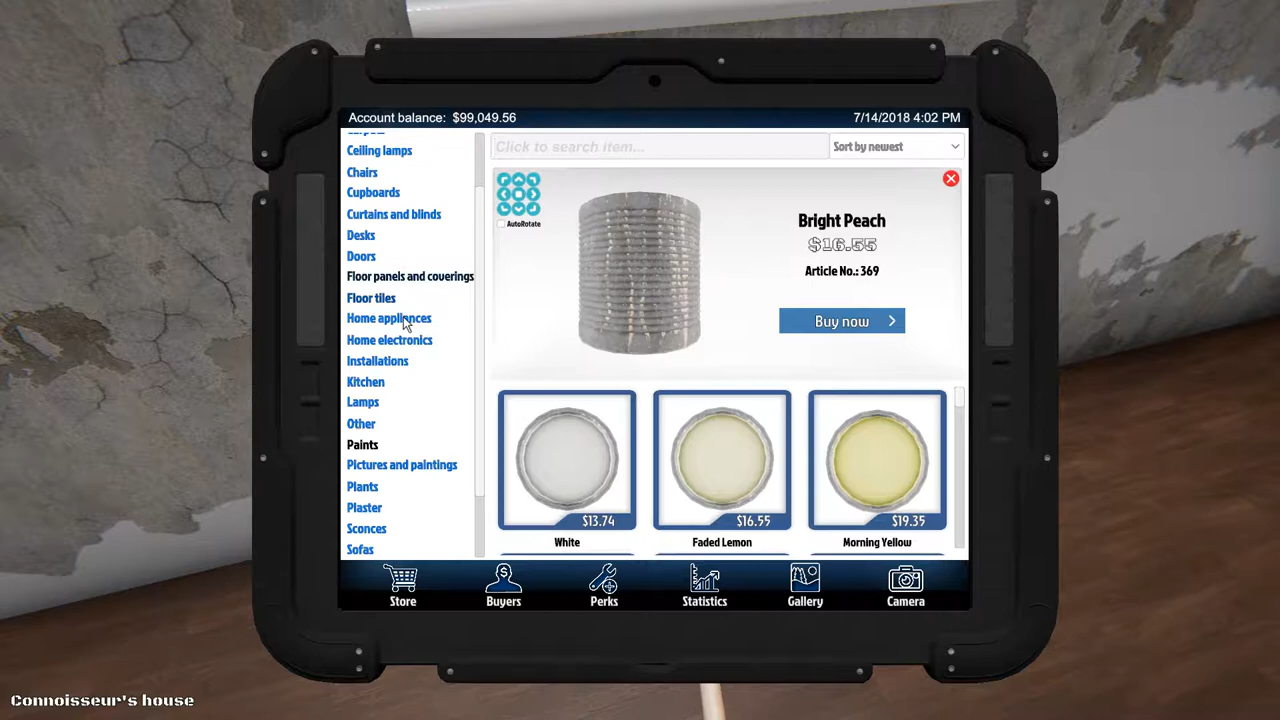 Account balance: $99,049.56
7/14/2018 4:02 PM
Ceiling lamps
Chairs
Cupboards
Curtains and blinds
Desks
Doors
Floor panels and coverings
Floor tiles
Home appliances
Home electronics
Installations
Kitchen
Lamps
Other
Paints
Pictures and paintings
Plants
Plaster
Sconces
Sofas
Click to search item...
Sort by newest
AutoRotate
Bright Peach
$16.55
Article No.: 369
Buy now
$13.74
$16.55
$19.35
White
Faded Lemon
Morning Yellow
Store
Buyers
Perks
Statistics
Gallery
Camera
Connoisseur's house